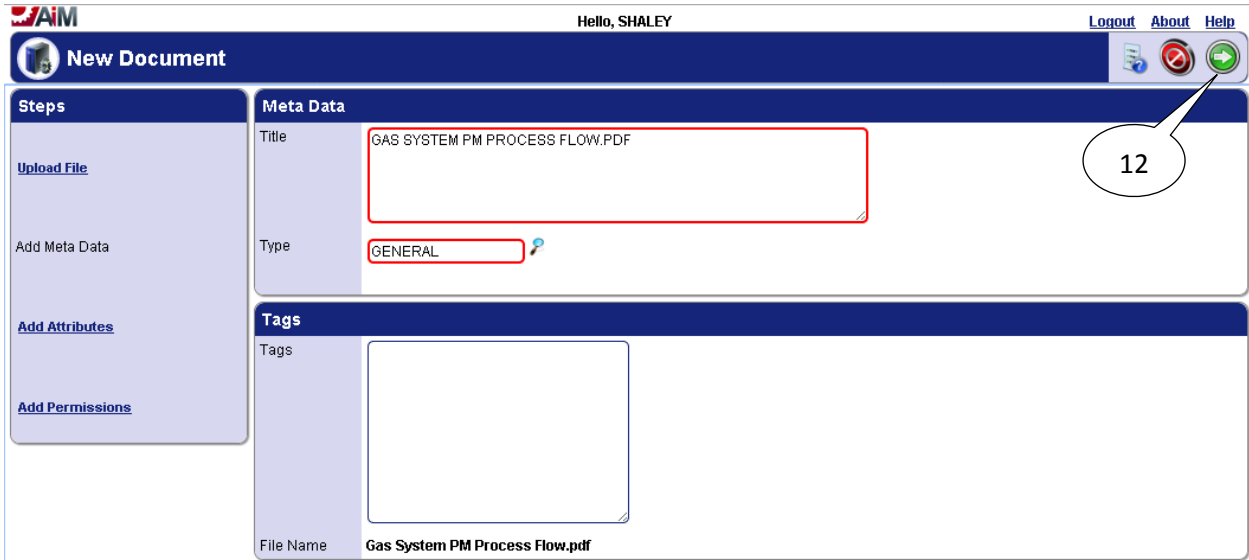 AiM
Hello, SHALEY
Logout About Help
New Document
12
Steps
Upload File
Add Meta Data
Add Attributes
Add Permissions
Meta Data
Title
GAS SYSTEM PM PROCESS FLOW.PDF
Type
GENERAL
Tags
Tags
File Name
Gas System PM Process Flow.pdf